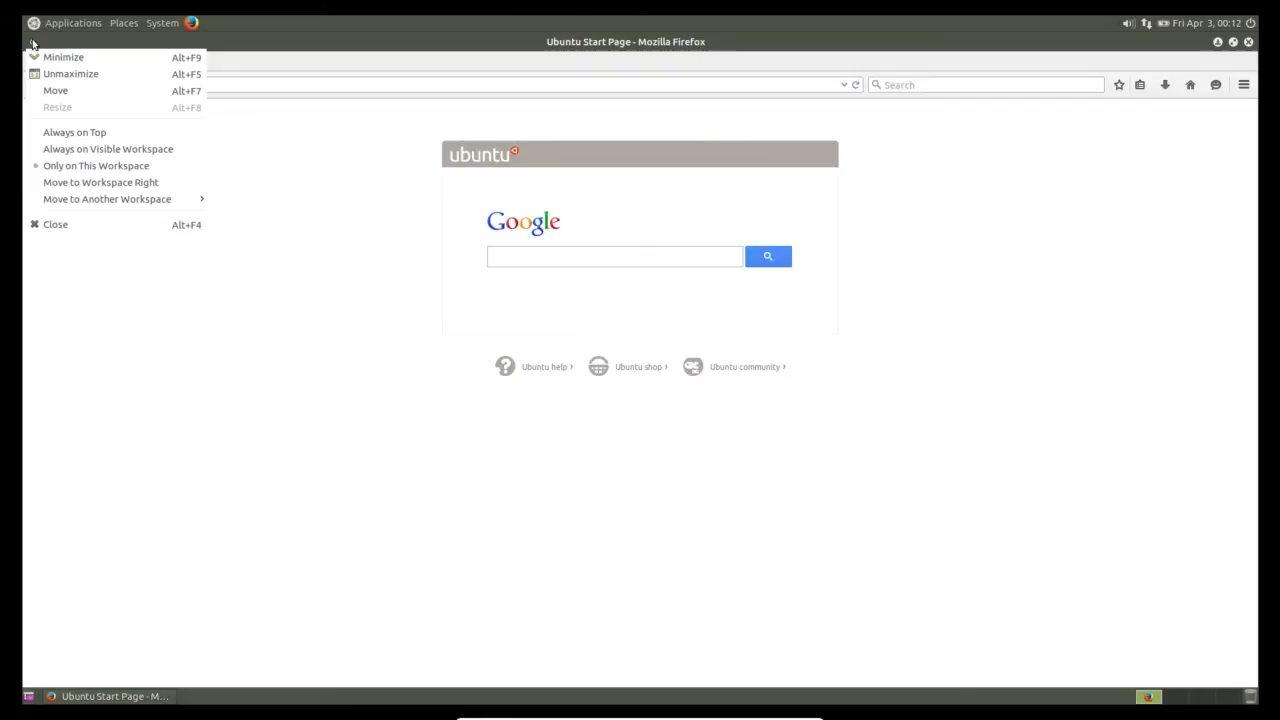 Applications Places System Fri Apr 3, 00:12
Ubuntu Start Page - Mozilla Firefox
Minimize Alt+F9
Unmaximize Alt+F5
Move Alt+F7
Search
Resize Alt+F8
Always on Top
Always on Visible Workspace
Only on This Workspace
Move to Workspace Right
Move to Another Workspace
Close Alt+F4
ubuntu
Google
Ubuntu help › Ubuntu shop › Ubuntu community ›
Ubuntu Start Page - M...